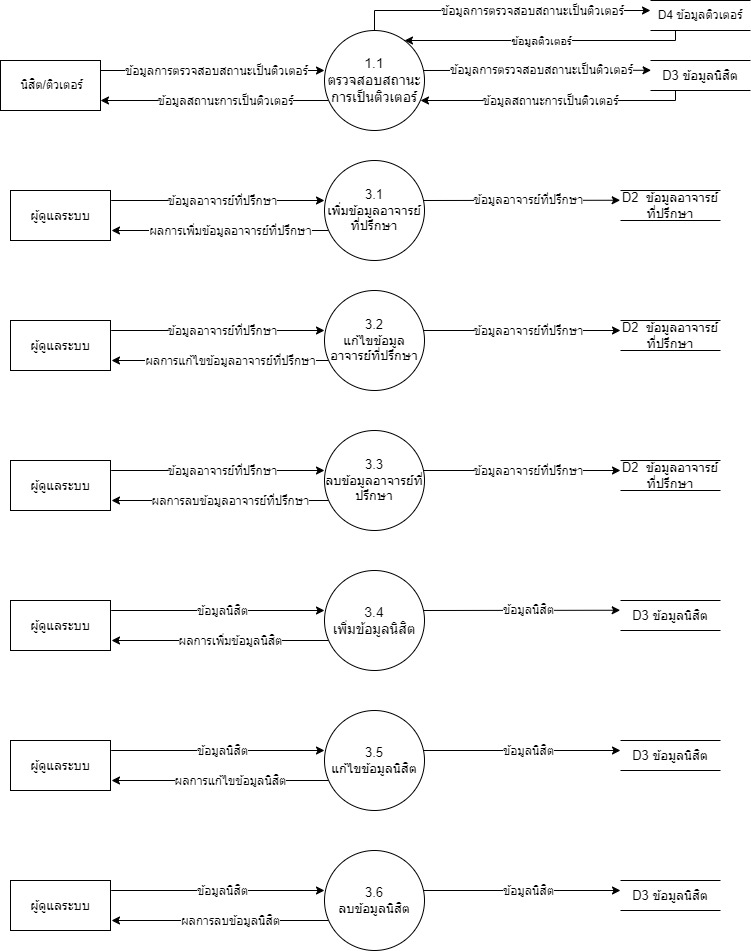 ข้อมูลการตรวจสอบสถานะเป็นติวเตอร์
D4 ข้อมูลติวเตอร์
ข้อมูลติวเตอร์
นิสิต/ติวเตอร์
ข้อมูลการตรวจสอบสถานะเป็นติวเตอร์
ข้อมูลสถานะการเป็นติวเตอร์
1.1
ตรวจสอบสถานะ
การเป็นติวเตอร์
ข้อมูลการตรวจสอบสถานะเป็นติวเตอร์
ข้อมูลสถานะการเป็นติวเตอร์
D3 ข้อมูลนิสิต
ผู้ดูแลระบบ
ข้อมูลอาจารย์ที่ปรึกษา
ผลการเพิ่มข้อมูลอาจารย์ที่ปรึกษา
3.1
เพิ่มข้อมูลอาจารย์
ที่ปรึกษา
ข้อมูลอาจารย์ที่ปรึกษา
D2 ข้อมูลอาจารย์
ที่ปรึกษา
ผู้ดูแลระบบ
ข้อมูลอาจารย์ที่ปรึกษา
ผลการแก้ไขข้อมูลอาจารย์ที่ปรึกษา
3.2
แก้ไขข้อมูล
อาจารย์ที่ปรึกษา
ข้อมูลอาจารย์ที่ปรึกษา
D2 ข้อมูลอาจารย์
ที่ปรึกษา
ผู้ดูแลระบบ
ข้อมูลอาจารย์ที่ปรึกษา
ผลการลบข้อมูลอาจารย์ที่ปรึกษา
3.3
ลบข้อมูลอาจารย์ที่
ปรึกษา
ข้อมูลอาจารย์ที่ปรึกษา
D2 ข้อมูลอาจารย์
ที่ปรึกษา
ผู้ดูแลระบบ
ข้อมูลนิสิต
ผลการเพิ่มข้อมูลนิสิต
3.4
เพิ่มข้อมูลนิสิต
ข้อมูลนิสิต
D3 ข้อมูลนิสิต
ผู้ดูแลระบบ
ข้อมูลนิสิต
ผลการแก้ไขข้อมูลนิสิต
3.5
แก้ไขข้อมูลนิสิต
ข้อมูลนิสิต
D3 ข้อมูลนิสิต
ผู้ดูแลระบบ
ข้อมูลนิสิต
ผลการลบข้อมูลนิสิต
3.6
ลบข้อมูลนิสิต
ข้อมูลนิสิต
D3 ข้อมูลนิสิต